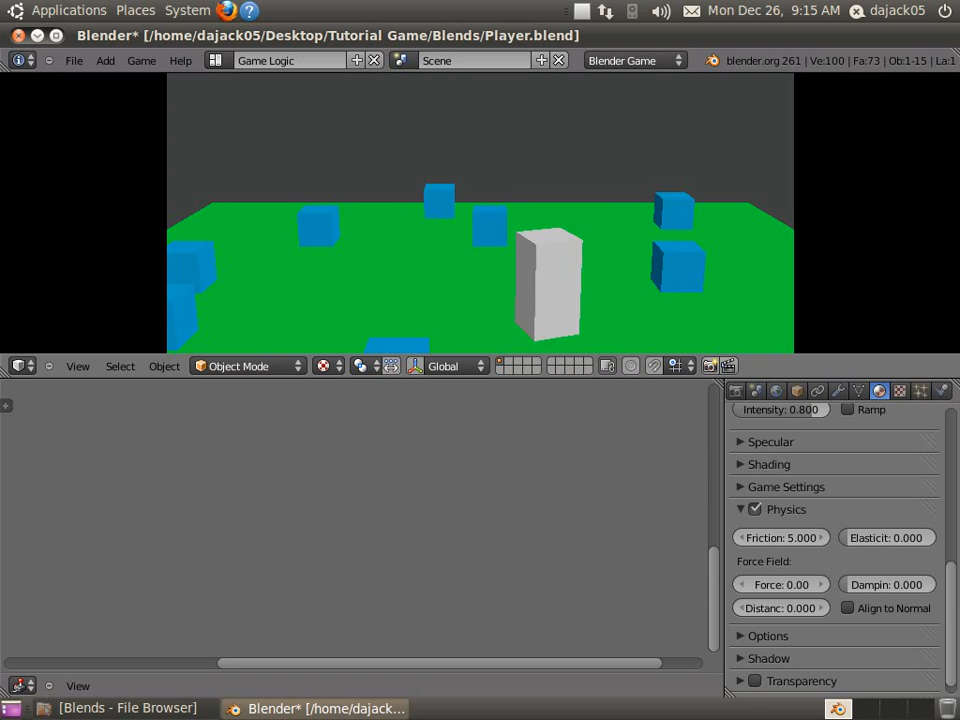 Applications Places System Mon Dec 26, 9:15 AM dajack05
Blender* [/home/dajack05/Desktop/Tutorial Game/Blends/Player.blend]
File Add Game Help Game Logic Scene Blender Game blender.org 261 | Ve:100 | Fa:73 | Ob:1-15 | La:1
View Select Object Object Mode Global
Intensity: 0.800 Ramp
Specular
Shading
Game Settings
Physics
Friction: 5.000 Elasticit: 0.000
Force Field:
Force: 0.00 Dampin: 0.000
Distanc: 0.000 Align to Normal
Options
Shadow
Transparency
View
[Blends - File Browser] Blender* [/home/dajack...